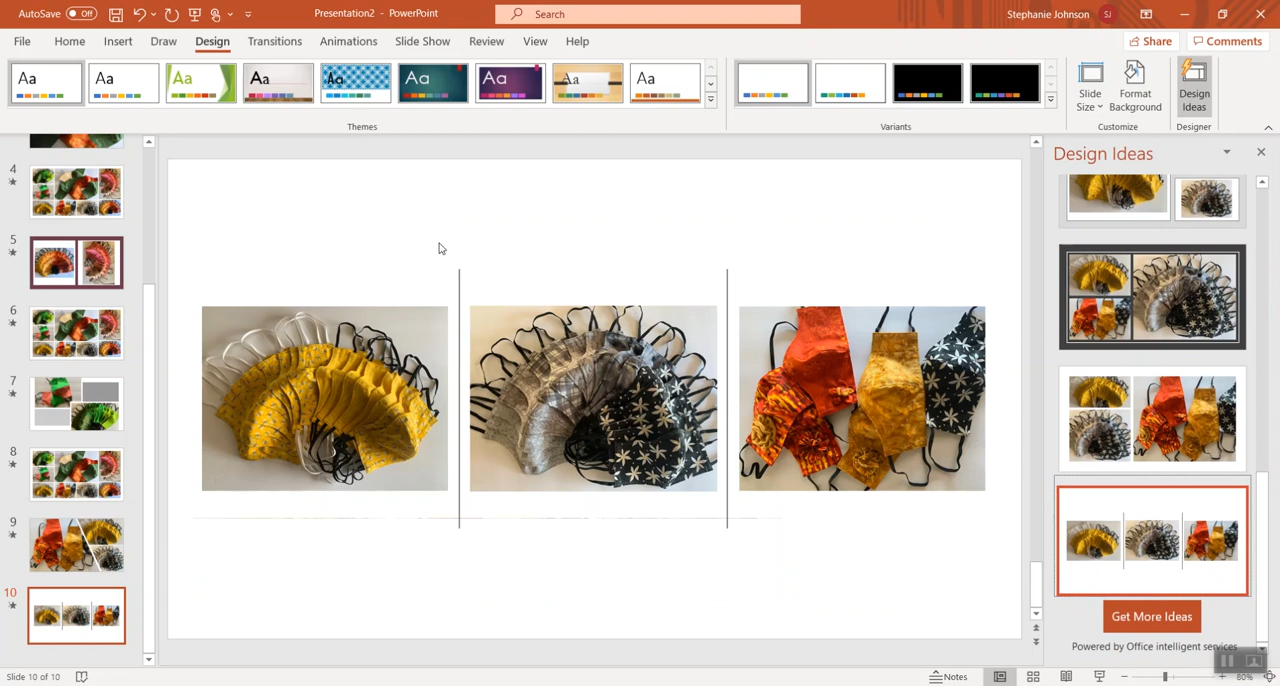 AutoSave Off Presentation2 - PowerPoint Search Stephanie Johnson SJ
File Home Insert Draw Design Transitions Animations Slide Show Review View Help Share Comments
Aa Aa Aa Aa Aa Aa Aa Aa Aa
Slide Size Format Background Design Ideas
Themes Variants Customize Designer
Design Ideas
4
5
6
7
8
9
10
Get More Ideas
Powered by Office intelligent services
Slide 10 of 10 Notes 80%